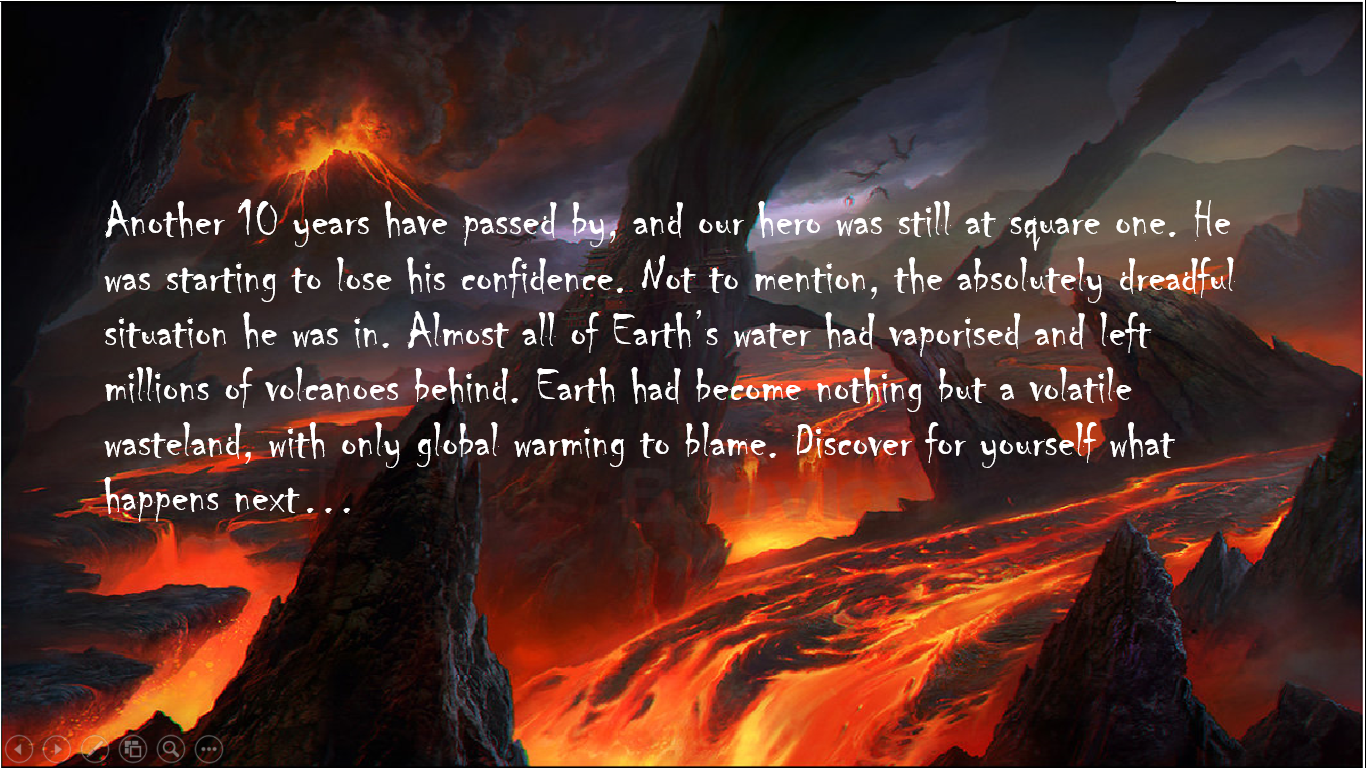 Another 10 years have passed by, and our hero was still at square one. He
was starting to lose his confidence. Not to mention, the absolutely dreadful
situation he was in. Almost all of Earth's water had vaporised and left
millions of volcanoes behind. Earth had become nothing but a volatile
wasteland, with only global warming to blame. Discover for yourself what
happens next...